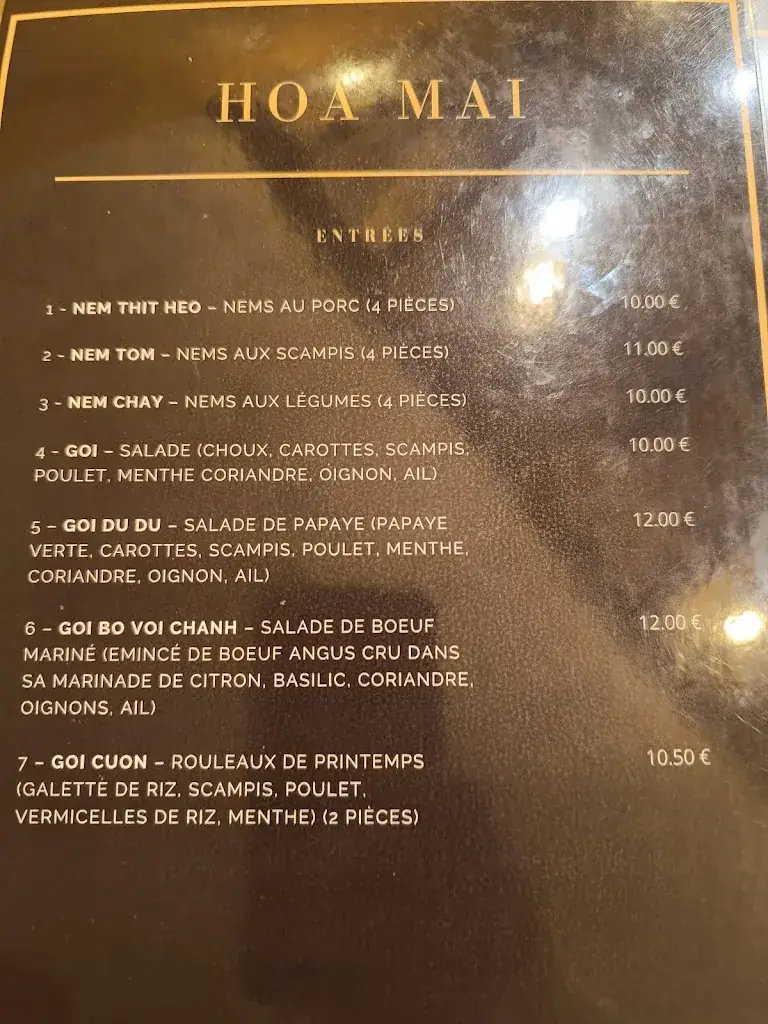 HOA MAI
ENTRÉES
1 - NEM THIT HEO – NEMS AU PORC (4 PIÈCES) 10.00 €
2 - NEM TOM – NEMS AUX SCAMPIS (4 PIÈCES) 11.00 €
3 - NEM CHAY – NEMS AUX LÉGUMES (4 PIÈCES) 10.00 €
4 - GOI – SALADE (CHOUX, CAROTTES, SCAMPIS, 10.00 €
POULET, MENTHE CORIANDRE, OIGNON, AIL)
5 – GOI DU DU – SALADE DE PAPAYE (PAPAYE 12.00 €
VERTE, CAROTTES, SCAMPIS, POULET, MENTHE,
CORIANDRE, OIGNON, AIL)
6 – GOI BO VOI CHANH – SALADE DE BOEUF 12.00 €
MARINÉ (EMINCÉ DE BOEUF ANGUS CRU DANS
SA MARINADE DE CITRON, BASILIC, CORIANDRE,
OIGNONS, AIL)
7 – GOI CUON – ROULEAUX DE PRINTEMPS 10.50 €
(GALETTE DE RIZ, SCAMPIS, POULET,
VERMICELLES DE RIZ, MENTHE) (2 PIÈCES)